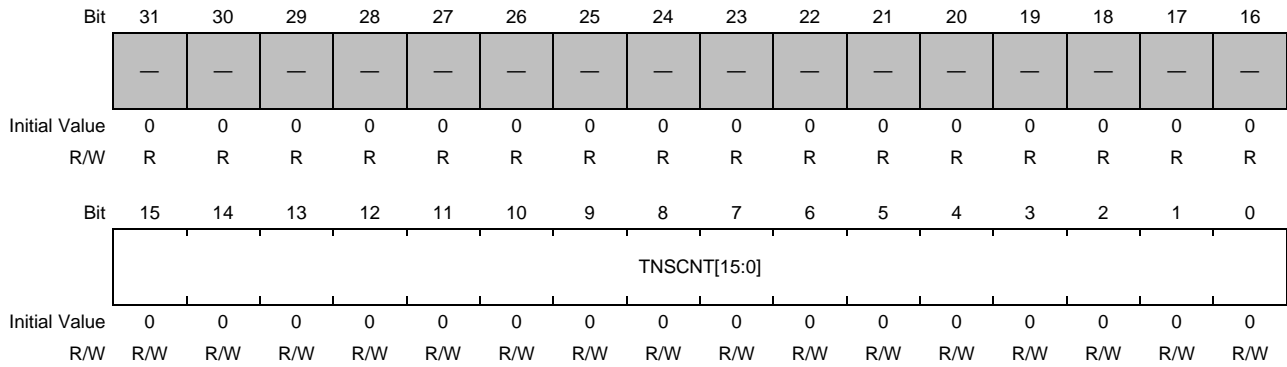 Bit 31 30 29 28 27 26 25 24 23 22 21 20 19 18 17 16
— — — — — — — — — — — — — — — —
Initial Value 0 0 0 0 0 0 0 0 0 0 0 0 0 0 0 0
R/W R R R R R R R R R R R R R R R R
Bit 15 14 13 12 11 10 9 8 7 6 5 4 3 2 1 0
TNSCNT[15:0]
Initial Value 0 0 0 0 0 0 0 0 0 0 0 0 0 0 0 0
R/W R/W R/W R/W R/W R/W R/W R/W R/W R/W R/W R/W R/W R/W R/W R/W R/W